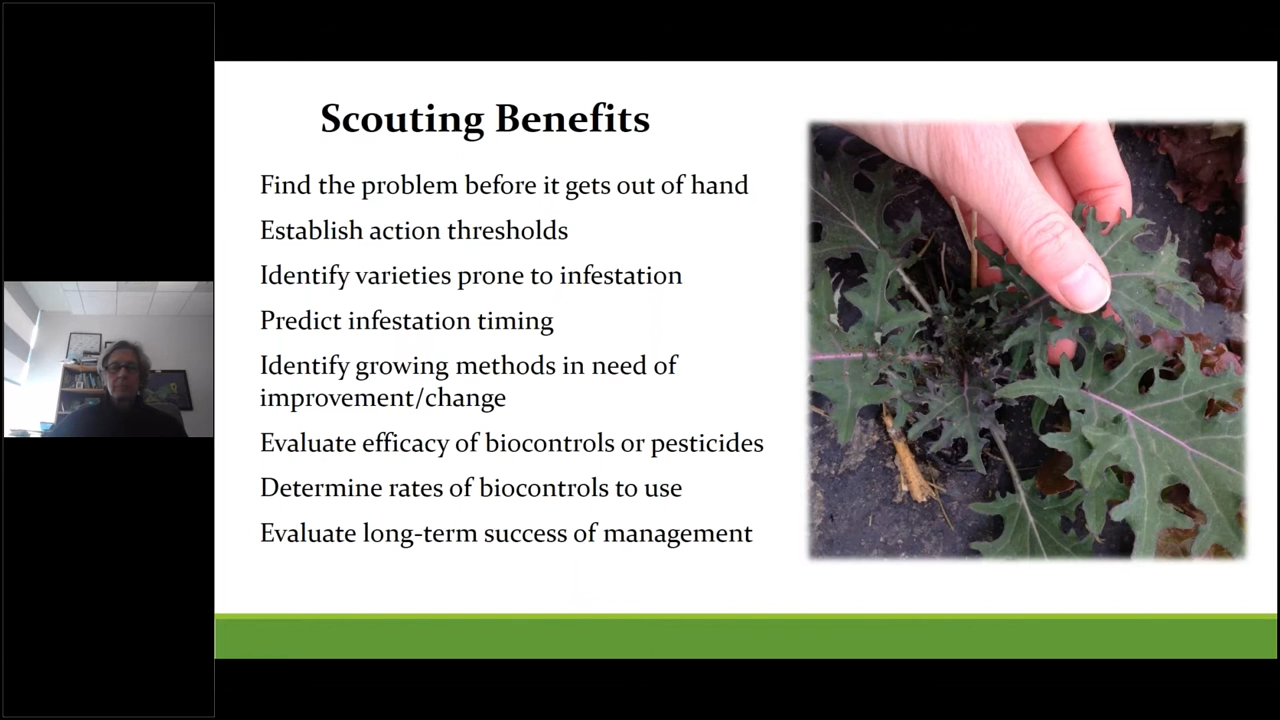 Scouting Benefits
Find the problem before it gets out of hand
Establish action thresholds
Identify varieties prone to infestation
Predict infestation timing
Identify growing methods in need of
improvement/change
Evaluate efficacy of biocontrols or pesticides
Determine rates of biocontrols to use
Evaluate long-term success of management